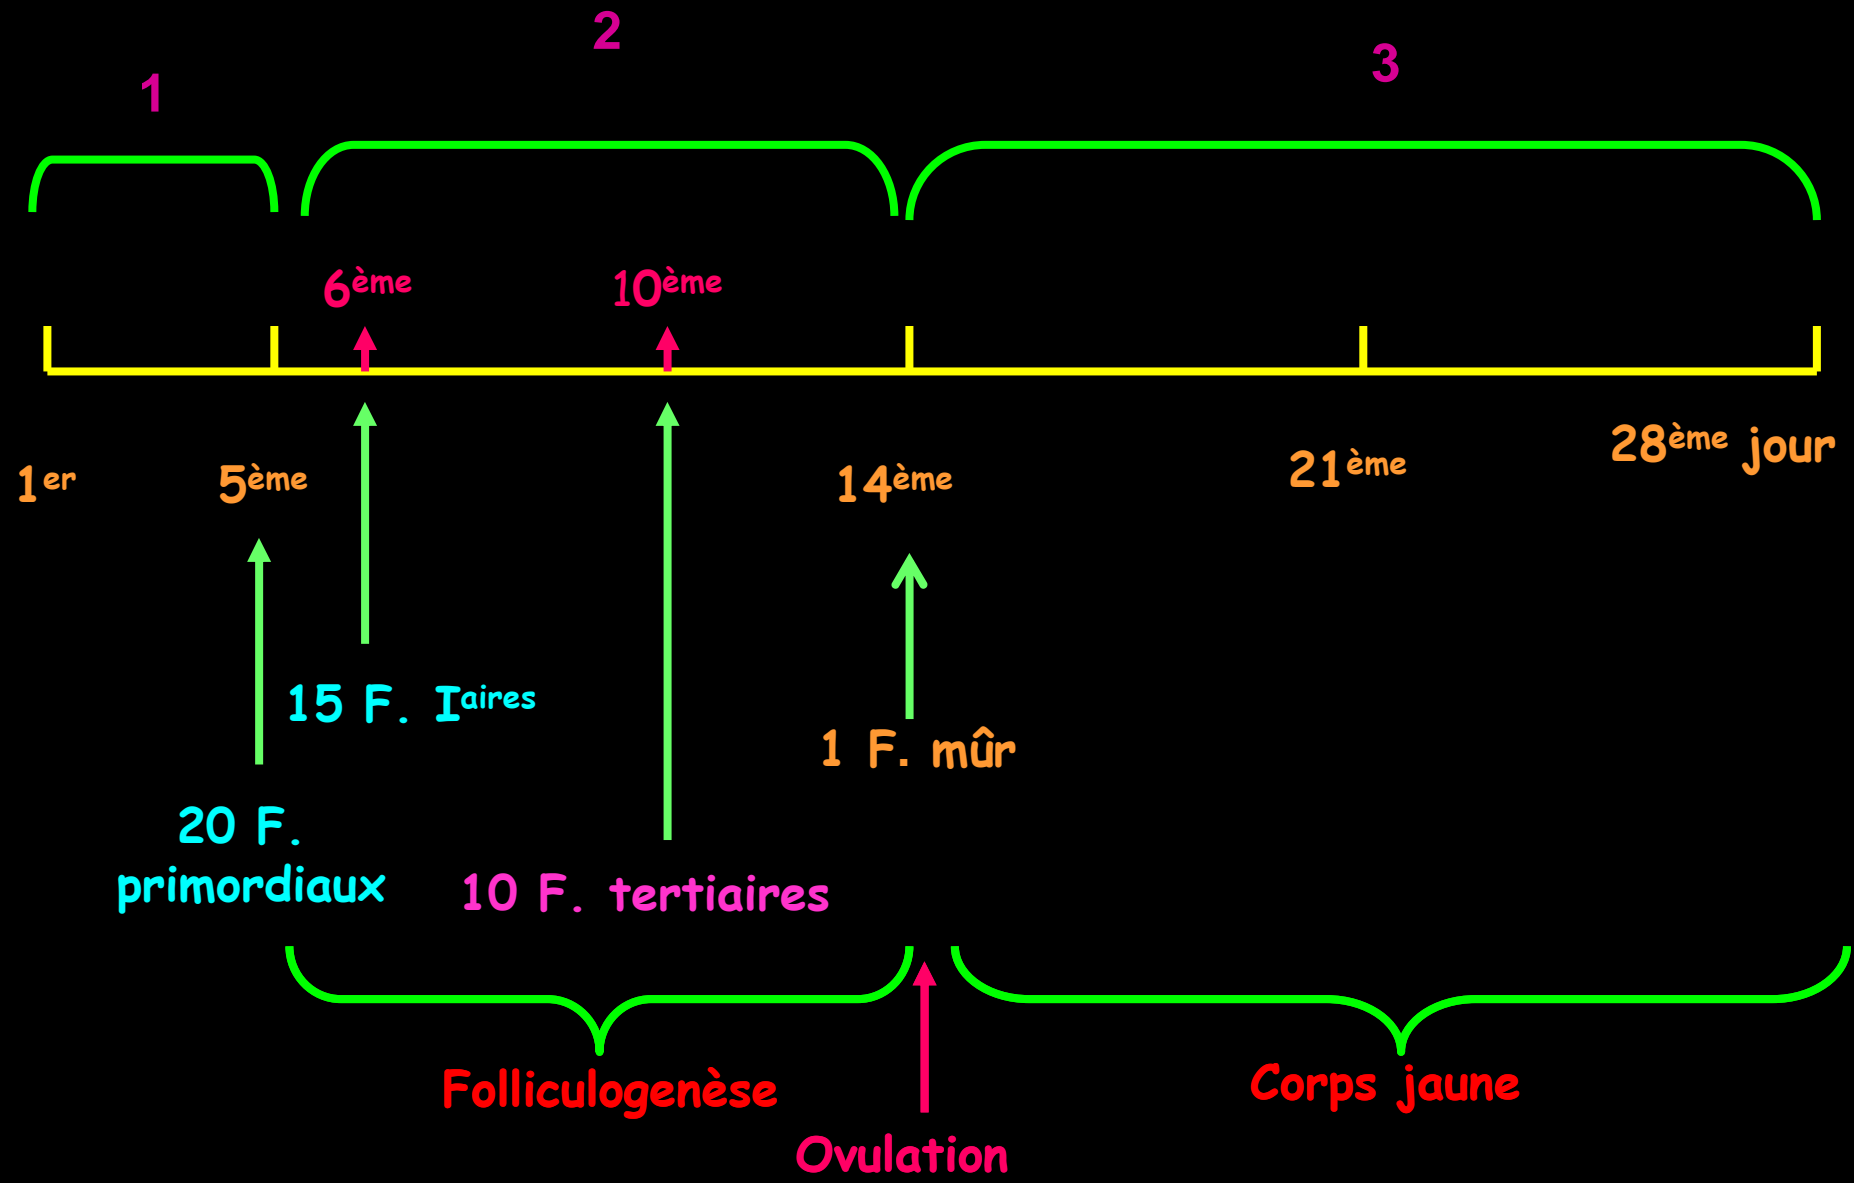 2
3
1
6ème
10ème
1er
5ème
14ème
21ème
28ème jour
15 F. Iaires
1 F. mûr
20 F.
primordiaux
10 F. tertiaires
Folliculogenèse
Corps jaune
Ovulation